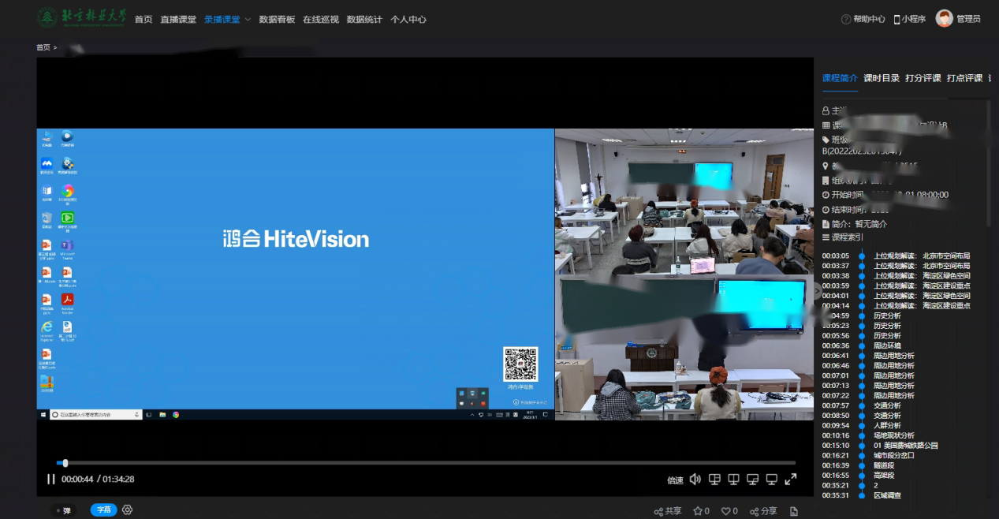 北京林业大学
首页 直播课堂 录播课堂 数据看板 在线巡视 数据统计 个人中心
帮助中心 小程序 管理员
首页 >
课程简介 课时目录 打分评课 打点评课
班级
开始时间 01 08:00:00
结束时间:
简介: 暂无简介
课程索引
00:03:05 上位规划解读: 北京市空间布局
00:03:37 上位规划解读: 北京市空间布局
00:03:38 上位规划解读: 海淀区绿色空间
00:03:59 上位规划解读: 海淀区建设重点
00:04:01 上位规划解读: 海淀区绿色空间
00:04:14 上位规划解读: 海淀区建设重点
04:59 历史分析
00:05:23 历史分析
00:05:56 历史分析
00:06:36 周边环境
00:06:41 周边用地分析
00:06:46 周边用地分析
00:07:01 周边用地分析
00:07:13 周边用地分析
00:07:22 周边用地分析
00:07:57 交通分析
00:08:50 交通分析
00:09:54 人群分析
00:10:16 场地现状分析
00:15:10 01 美国费城铁路公园
00:16:21 城市段分岔口
00:16:39 隧道段
00:16:55 高架段
00:35:21 2
00:35:31 区域调查
鸿合HiteVision
在这里输入你要搜索的内容
00:00:44 / 01:34:28
倍速
弹 字幕
共享 0 0 分享